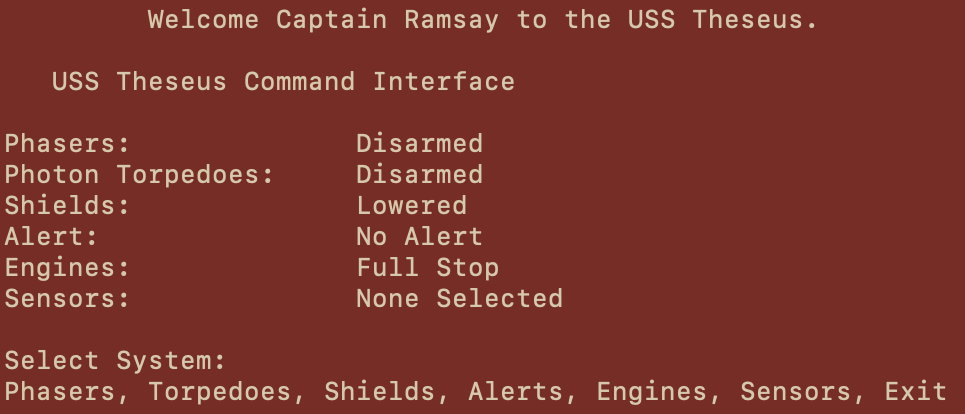 Welcome Captain Ramsay to the USS Theseus.
USS Theseus Command Interface
Phasers: Disarmed
Photon Torpedoes: Disarmed
Shields: Lowered
Alert: No Alert
Engines: Full Stop
Sensors: None Selected
Select System:
Phasers, Torpedoes, Shields, Alerts, Engines, Sensors, Exit